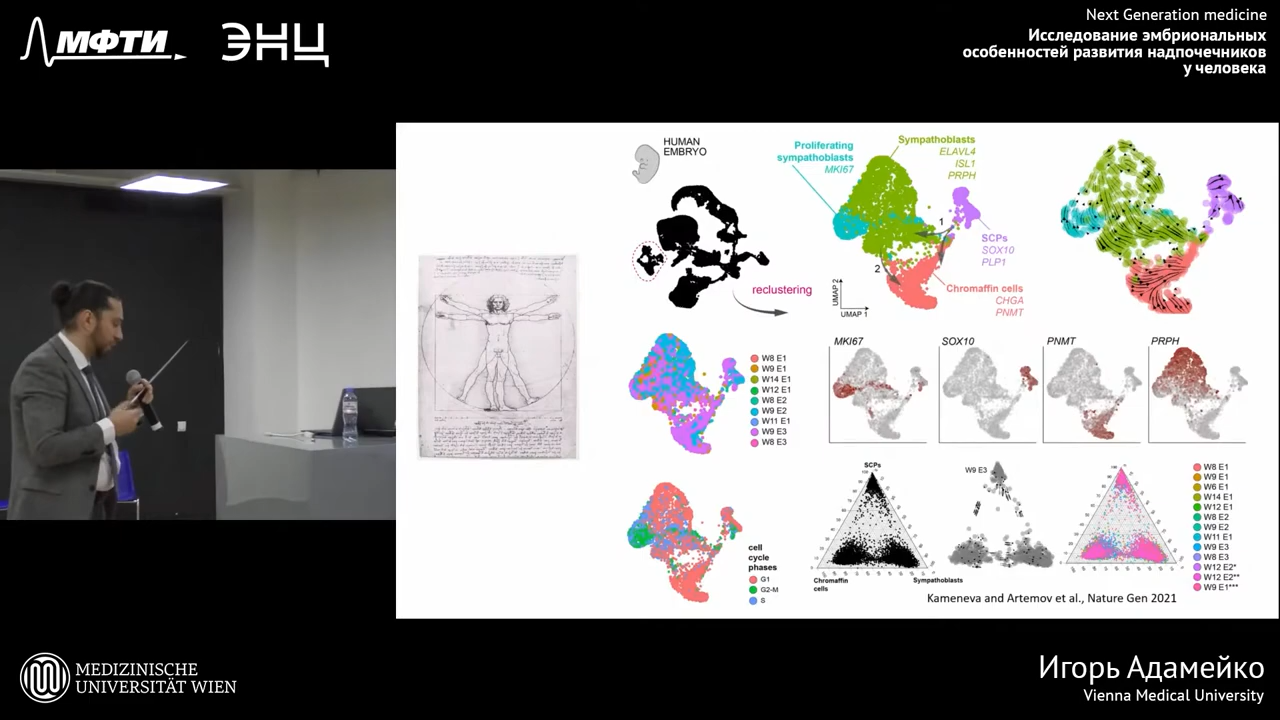 МФТИ
ЭНЦ
Next Generation medicine
Исследование эмбриональных
особенностей развития надпочечников
у человека
HUMAN
EMBRYO
reclustering
Proliferating
sympathoblasts
MKI67
Sympathoblasts
ELAVL4
ISL1
PRPH
1
2
SCPs
SOX10
PLP1
Chromaffin cells
CHGA
PNMT
UMAP 2
UMAP 1
W8 E1
W9 E1
W14 E1
W12 E1
W8 E2
W9 E2
W11 E1
W9 E3
W8 E3
MKI67
SOX10
PNMT
PRPH
cell
cycle
phases
G1
G2-M
S
SCPs
Chromaffin
cells
Sympathoblasts
W9 E3
W8 E1
W9 E1
W6 E1
W14 E1
W12 E1
W8 E2
W9 E2
W11 E1
W9 E3
W8 E3
W12 E2*
W12 E2**
W9 E1***
Kameneva and Artemov et al., Nature Gen 2021
MEDIZINISCHE
UNIVERSITÄT WIEN
Игорь Адамейко
Vienna Medical University